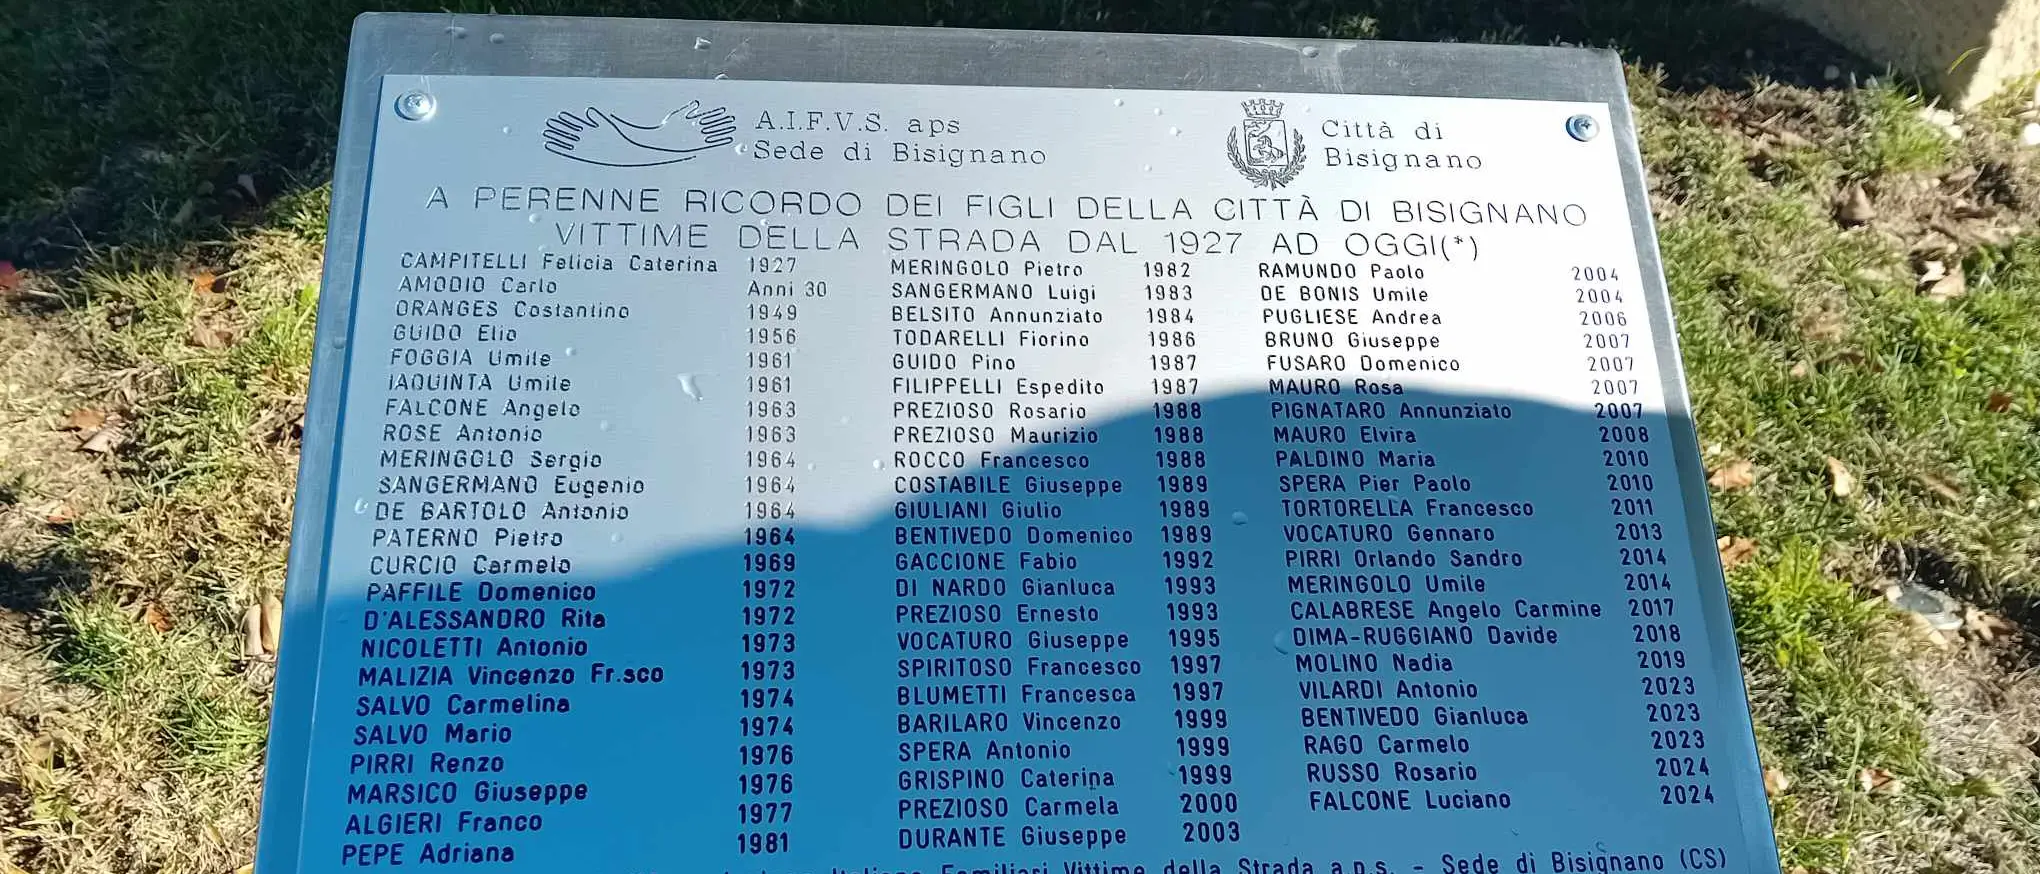 A.I.F.V.S. aps
Sede di Bisignano
Città di
Bisignano
A PERENNE RICORDO DEI FIGLI DELLA CITTÀ DI BISIGNANO
VITTIME DELLA STRADA DAL 1927 AD OGGI(*)
CAMPITELLI Felicia Caterina 1927
AMODIO Carlo Anni 30
ORANGES Costantino 1949
GUIDO Elio 1956
FOGGIA Umile 1961
IAQUINTA Umile 1961
FALCONE Angelo 1963
ROSE Antonio 1963
MERINGOLO Sergio 1964
SANGERMANO Eugenio 1964
DE BARTOLO Antonio 1964
PATERNO Pietro 1964
CURCIO Carmelo 1969
PAFFILE Domenico 1972
D'ALESSANDRO Rita 1972
NICOLETTI Antonio 1973
MALIZIA Vincenzo Fr.sco 1973
SALVO Carmelina 1974
SALVO Mario 1974
PIRRI Renzo 1976
MARSICO Giuseppe 1976
ALGIERI Franco 1977
PEPE Adriana 1981
MERINGOLO Pietro 1982
SANGERMANO Luigi 1983
BELSITO Annunziato 1984
TODARELLI Fiorino 1986
GUIDO Pino 1987
FILIPPELLI Espedito 1987
PREZIOSO Rosario 1988
PREZIOSO Maurizio 1988
ROCCO Francesco 1988
COSTABILE Giuseppe 1989
GIULIANI Giulio 1989
BENTIVEDO Domenico 1989
GACCIONE Fabio 1992
DI NARDO Gianluca 1993
PREZIOSO Ernesto 1993
VOCATURO Giuseppe 1995
SPIRITOSO Francesco 1997
BLUMETTI Francesca 1997
BARILARO Vincenzo 1999
SPERA Antonio 1999
GRISPINO Caterina 1999
PREZIOSO Carmela 2000
DURANTE Giuseppe 2003
RAMUNDO Paolo 2004
DE BONIS Umile 2004
PUGLIESE Andrea 2006
BRUNO Giuseppe 2007
FUSARO Domenico 2007
MAURO Rosa 2007
PIGNATARO Annunziato 2007
MAURO Elvira 2008
PALDINO Maria 2010
SPERA Pier Paolo 2010
TORTORELLA Francesco 2011
VOCATURO Gennaro 2013
PIRRI Orlando Sandro 2014
MERINGOLO Umile 2014
CALABRESE Angelo Carmine 2017
DIMA-RUGGIANO Davide 2018
MOLINO Nadia 2019
VILARDI Antonio 2023
BENTIVEDO Gianluca 2023
RAGO Carmelo 2023
RUSSO Rosario 2024
FALCONE Luciano 2024
Italiana Familiari Vittime della Strada a.p.s. - Sede di Bisignano (CS)